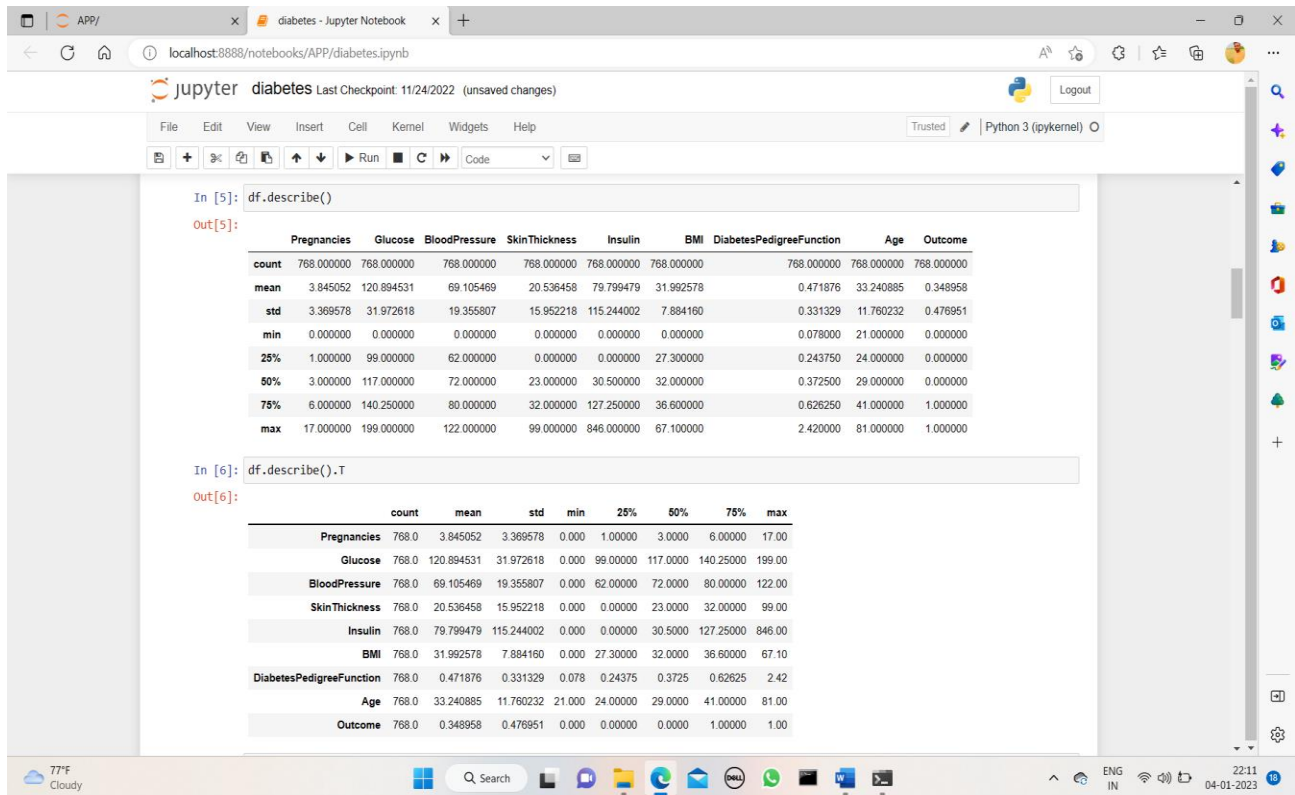 APP/ diabetes - Jupyter Notebook
localhost:8888/notebooks/APP/diabetes.ipynb
jupyter diabetes Last Checkpoint: 11/24/2022 (unsaved changes) Logout
File Edit View Insert Cell Kernel Widgets Help Trusted Python 3 (ipykernel)
Run Code
In [5]: df.describe()
Out[5]:
Pregnancies Glucose BloodPressure SkinThickness Insulin BMI DiabetesPedigreeFunction Age Outcome
count 768.000000 768.000000 768.000000 768.000000 768.000000 768.000000 768.000000 768.000000 768.000000
mean 3.845052 120.894531 69.105469 20.536458 79.799479 31.992578 0.471876 33.240885 0.348958
std 3.369578 31.972618 19.355807 15.952218 115.244002 7.884160 0.331329 11.760232 0.476951
min 0.000000 0.000000 0.000000 0.000000 0.000000 0.000000 0.078000 21.000000 0.000000
25% 1.000000 99.000000 62.000000 0.000000 0.000000 27.300000 0.243750 24.000000 0.000000
50% 3.000000 117.000000 72.000000 23.000000 30.500000 32.000000 0.372500 29.000000 0.000000
75% 6.000000 140.250000 80.000000 32.000000 127.250000 36.600000 0.626250 41.000000 1.000000
max 17.000000 199.000000 122.000000 99.000000 846.000000 67.100000 2.420000 81.000000 1.000000
In [6]: df.describe().T
Out[6]:
count mean std min 25% 50% 75% max
Pregnancies 768.0 3.845052 3.369578 0.000 1.00000 3.0000 6.00000 17.00
Glucose 768.0 120.894531 31.972618 0.000 99.00000 117.0000 140.25000 199.00
BloodPressure 768.0 69.105469 19.355807 0.000 62.00000 72.0000 80.00000 122.00
SkinThickness 768.0 20.536458 15.952218 0.000 0.00000 23.0000 32.00000 99.00
Insulin 768.0 79.799479 115.244002 0.000 0.00000 30.5000 127.25000 846.00
BMI 768.0 31.992578 7.884160 0.000 27.30000 32.0000 36.60000 67.10
DiabetesPedigreeFunction 768.0 0.471876 0.331329 0.078 0.24375 0.3725 0.62625 2.42
Age 768.0 33.240885 11.760232 21.000 24.00000 29.0000 41.00000 81.00
Outcome 768.0 0.348958 0.476951 0.000 0.00000 0.0000 1.00000 1.00
77°F
Cloudy
Search
DELL
ENG
IN
22:11
04-01-2023
18